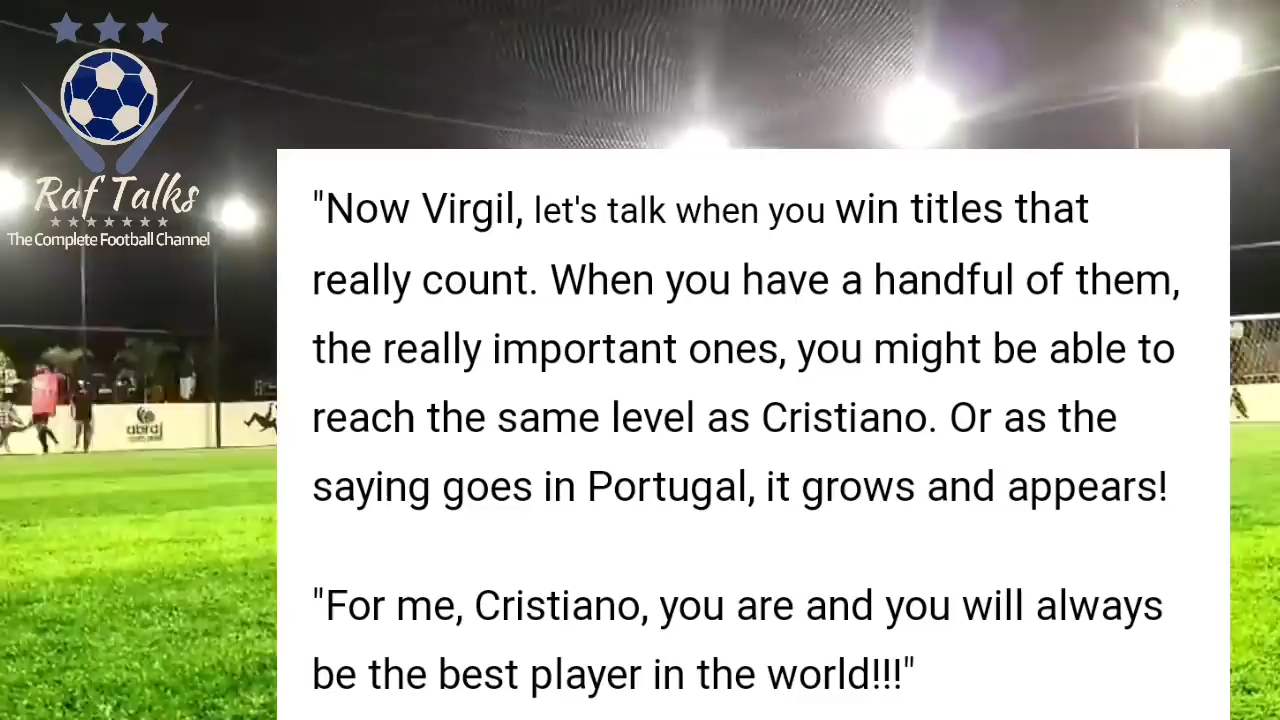 Raf Talks
The Complete Football Channel
"Now Virgil, let's talk when you win titles that
really count. When you have a handful of them,
the really important ones, you might be able to
reach the same level as Cristiano. Or as the
saying goes in Portugal, it grows and appears!
"For me, Cristiano, you are and you will always
be the best player in the world!!!"
abraj